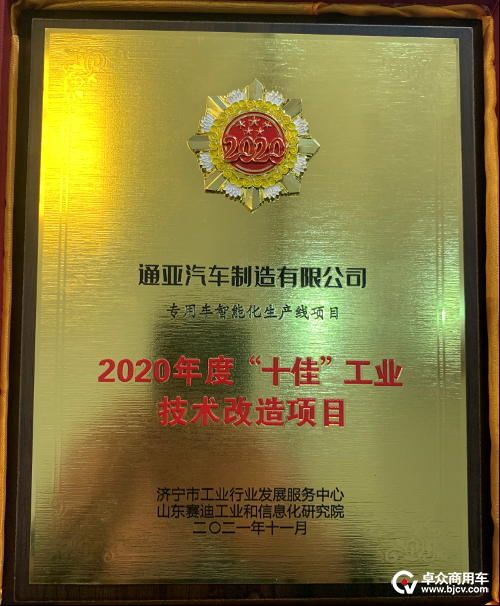 2020
通亚汽车制造有限公司
专用车智能化生产线项目
2020年度“十佳”工业
技术改造项目
济宁市工业行业发展服务中心
山东赛迪工业和信息化研究院
二〇二一年十一月
卓众商用车
www.bjcv.com